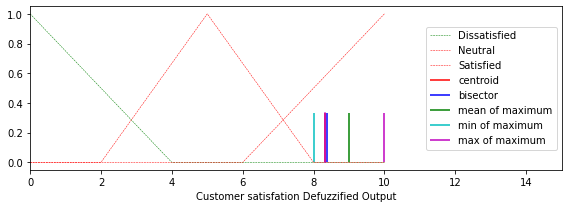 1.0
0.8
0.6
0.4
0.2
0.0
0 2 4 6 8 10 12 14
Customer satisfation Defuzzified Output
Dissatisfied
Neutral
Satisfied
centroid
bisector
mean of maximum
min of maximum
max of maximum